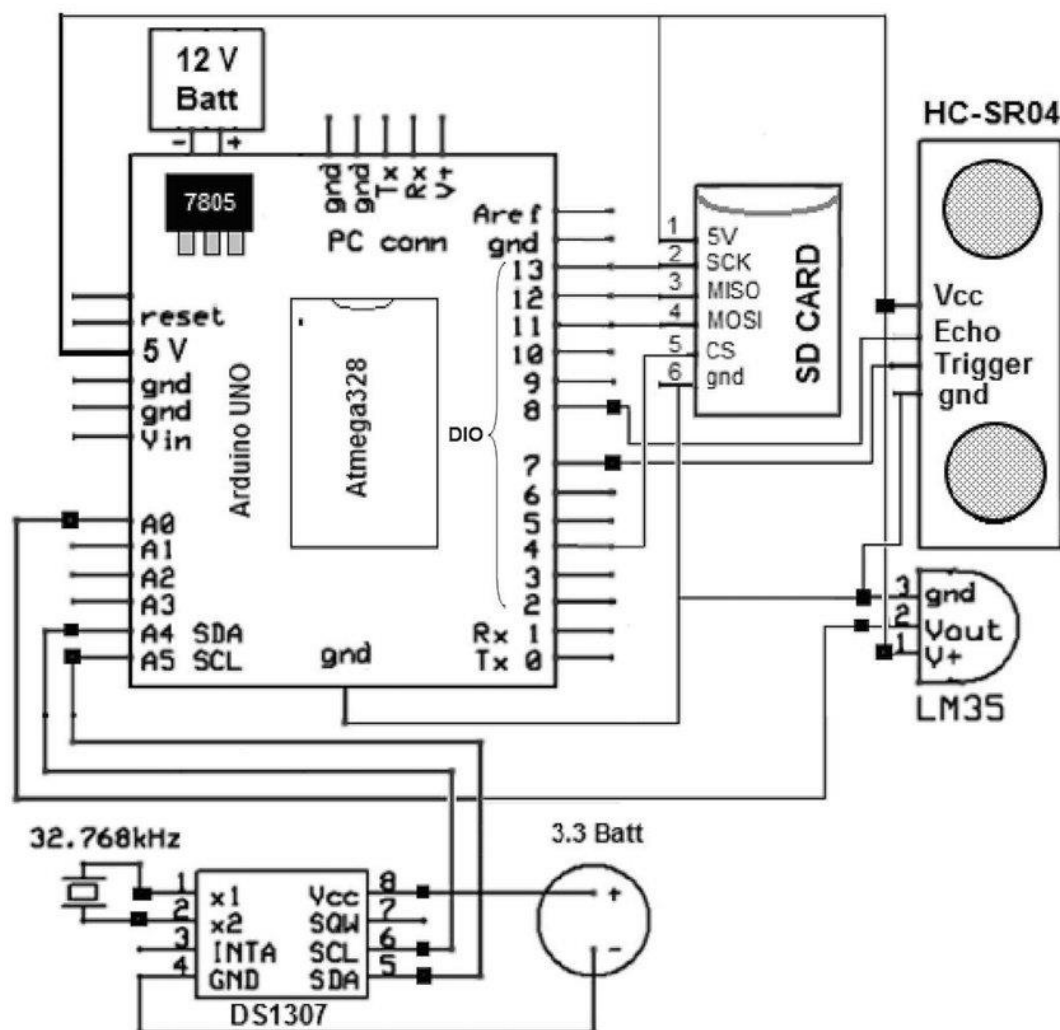 12 V
Batt
- +
7805
gnd
gnd
Tx
Rx
V+
PC conn
reset
5 V
gnd
gnd
Vin
A0
A1
A2
A3
A4 SDA
A5 SCL
Arduino UNO
Atmega328
DIO
gnd
Aref
gnd
13
12
11
10
9
8
7
6
5
4
3
2
Rx 1
Tx 0
1 5V
2 SCK
3 MISO
4 MOSI
5 CS
6 gnd
SD CARD
HC-SR04
Vcc
Echo
Trigger
gnd
3 gnd
2 Vout
1 V+
LM35
32.768kHz
1 x1
2 x2
3 INTA
4 GND
Vcc 8
SQW 7
SCL 6
SDA 5
DS1307
3.3 Batt
+
-